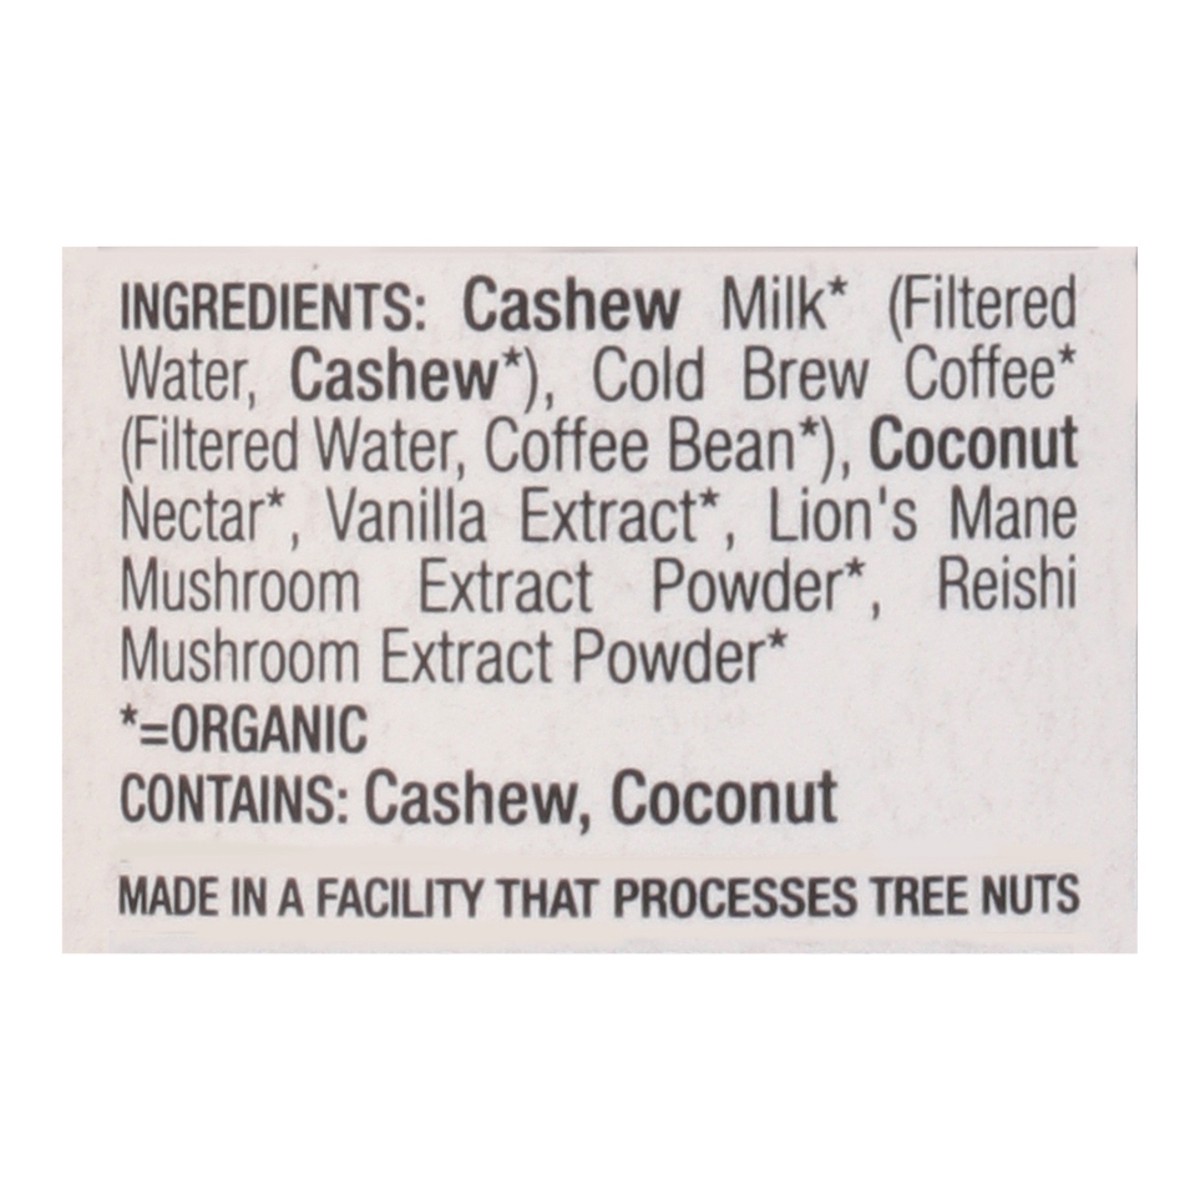 INGREDIENTS: Cashew Milk* (Filtered
Water, Cashew*), Cold Brew Coffee*
(Filtered Water, Coffee Bean*), Coconut
Nectar*, Vanilla Extract*, Lion's Mane
Mushroom Extract Powder*, Reishi
Mushroom Extract Powder*
*=ORGANIC
CONTAINS: Cashew, Coconut
MADE IN A FACILITY THAT PROCESSES TREE NUTS